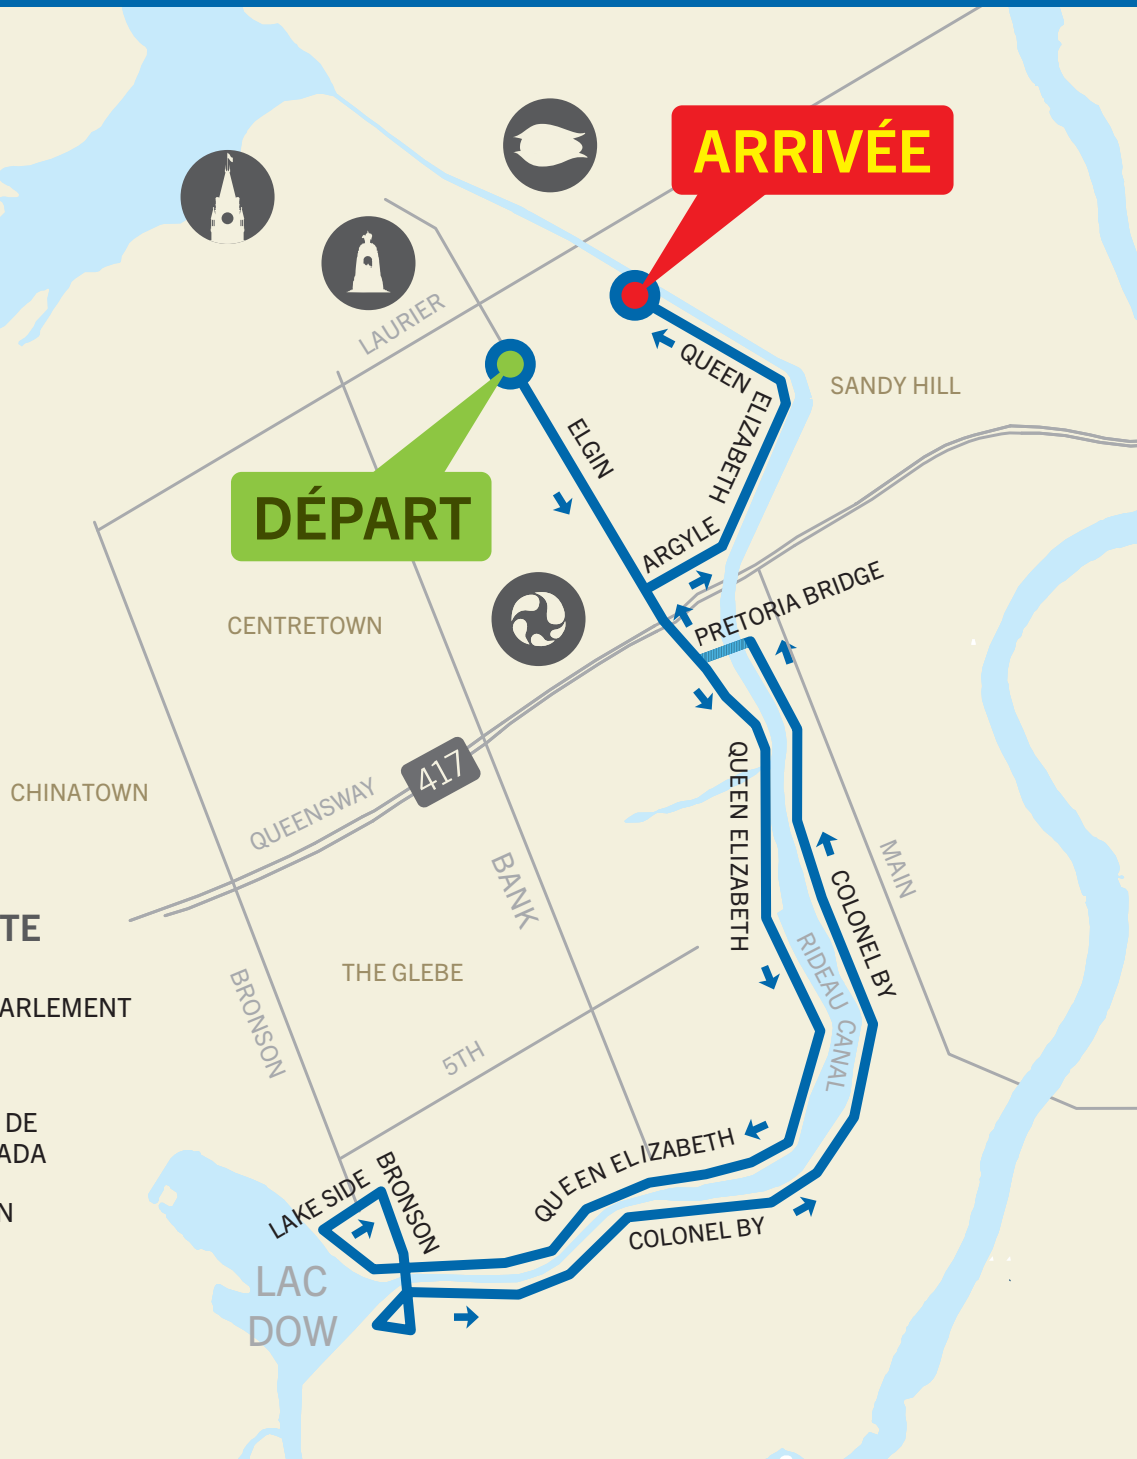 ARRIVÉE
LAURIER
QUEEN
ELIZABETH
SANDY HILL
ELGIN
DÉPART
ARGYLE
PRETORIA BRIDGE
CENTRETOWN
417
CHINATOWN
QUEENSWAY
QUEEN ELIZABETH
BANK
MAIN
COLONEL BY
TE
THE GLEBE
RIDEAU CANAL
BRONSON
ARLEMENT
5TH
DE
ADA
QUEEN ELIZABETH
BRONSON
LAKE SIDE
N
COLONEL BY
LAC
DOW